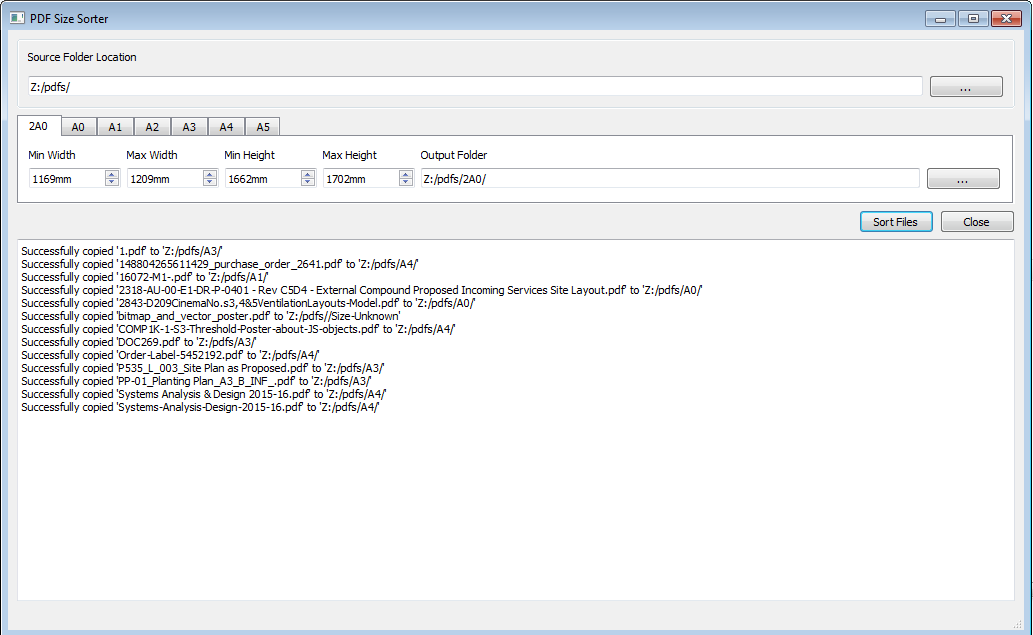 PDF Size Sorter
Source Folder Location
Z:/pdfs/
...
2A0 A0 A1 A2 A3 A4 A5
Min Width Max Width Min Height Max Height Output Folder
1169mm 1209mm 1662mm 1702mm Z:/pdfs/2A0/ ...
Sort Files Close
Successfully copied '1.pdf' to 'Z:/pdfs/A3/'
Successfully copied '148804265611429_purchase_order_2641.pdf' to 'Z:/pdfs/A4/'
Successfully copied '16072-M1-.pdf' to 'Z:/pdfs/A1/'
Successfully copied '2318-AU-00-E1-DR-P-0401 - Rev C5D4 - External Compound Proposed Incoming Services Site Layout.pdf' to 'Z:/pdfs/A0/'
Successfully copied '2843-D209CinemaNo.s3,4&5VentilationLayouts-Model.pdf' to 'Z:/pdfs/A0/'
Successfully copied 'bitmap_and_vector_poster.pdf' to 'Z:/pdfs//Size-Unknown'
Successfully copied 'COMP1K-1-S3-Threshold-Poster-about-JS-objects.pdf' to 'Z:/pdfs/A4/'
Successfully copied 'DOC269.pdf' to 'Z:/pdfs/A3/'
Successfully copied 'Order-Label-5452192.pdf' to 'Z:/pdfs/A4/'
Successfully copied 'P535_L_003_Site Plan as Proposed.pdf' to 'Z:/pdfs/A3/'
Successfully copied 'PP-01_Planting Plan_A3_B_INF_.pdf' to 'Z:/pdfs/A3/'
Successfully copied 'Systems Analysis & Design 2015-16.pdf' to 'Z:/pdfs/A4/'
Successfully copied 'Systems-Analysis-Design-2015-16.pdf' to 'Z:/pdfs/A4/'